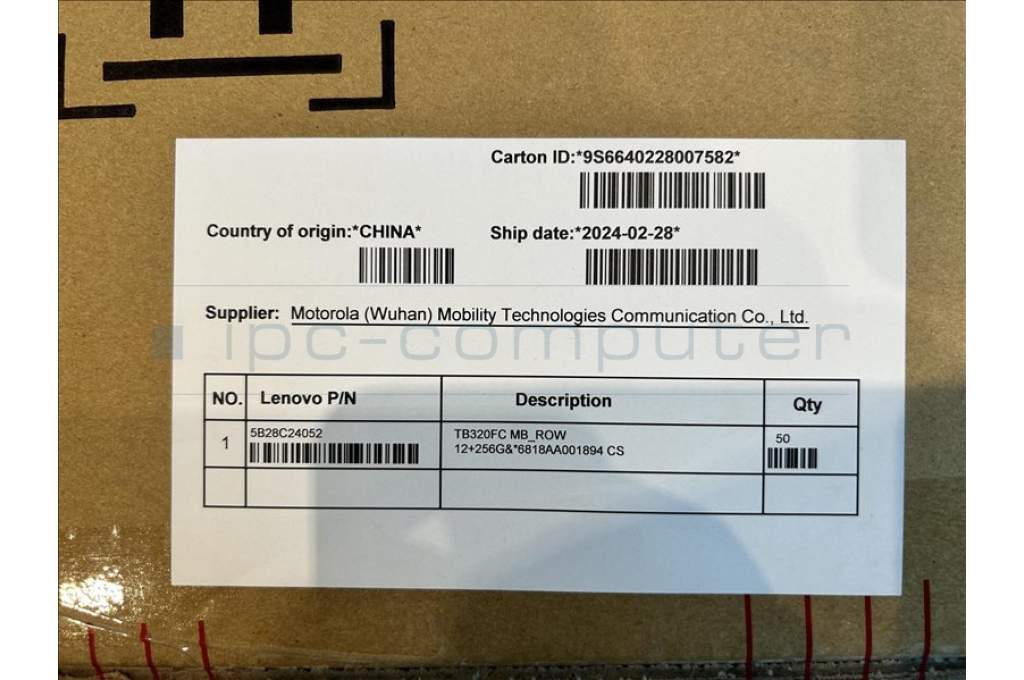 Carton ID:*9S6640228007582*
Country of origin:*CHINA*
Ship date:*2024-02-28*
Supplier: Motorola (Wuhan) Mobility Technologies Communication Co., Ltd.
ipc-computer
NO. Lenovo P/N Description Qty
1 5B28C24052 TB320FC MB_ROW 50
12+256G&*6818AA001894 CS